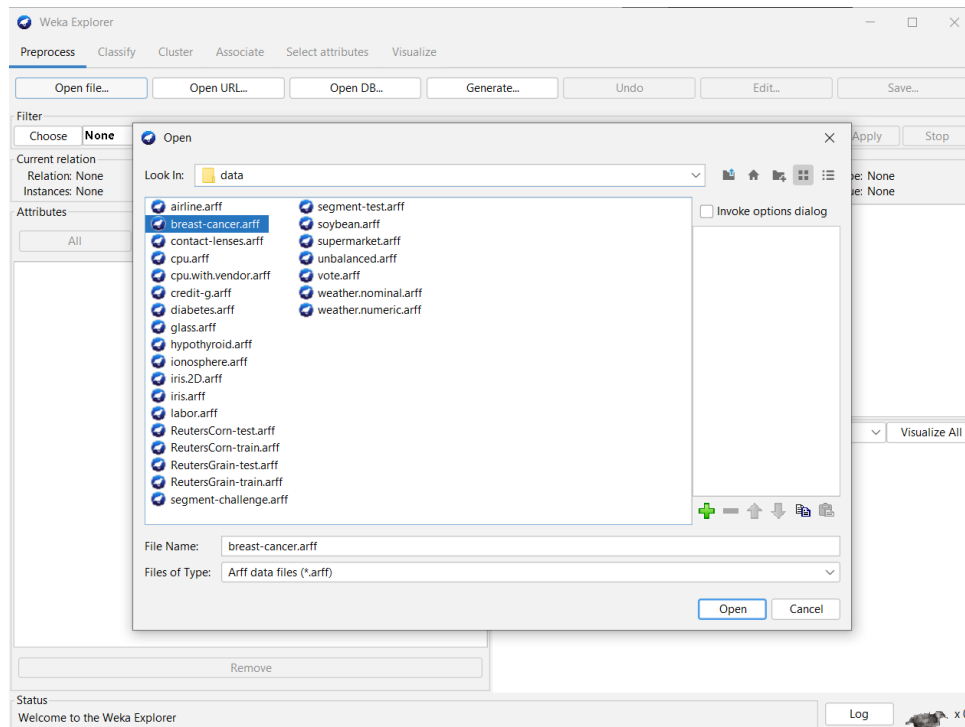 Weka Explorer
Preprocess Classify Cluster Associate Select attributes Visualize
Open file... Open URL... Open DB... Generate... Undo Edit... Save...
Filter
Choose None Apply Stop
Current relation
Relation: None
Instances: None
pe: None
ue: None
Attributes
All
Open
Look In: data
Invoke options dialog
airline.arff
breast-cancer.arff
contact-lenses.arff
cpu.arff
cpu.with.vendor.arff
credit-g.arff
diabetes.arff
glass.arff
hypothyroid.arff
ionosphere.arff
iris.2D.arff
iris.arff
labor.arff
ReutersCorn-test.arff
ReutersCorn-train.arff
ReutersGrain-test.arff
ReutersGrain-train.arff
segment-challenge.arff
segment-test.arff
soybean.arff
supermarket.arff
unbalanced.arff
vote.arff
weather.nominal.arff
weather.numeric.arff
File Name: breast-cancer.arff
Files of Type: Arff data files (*.arff)
Open Cancel
Visualize All
Remove
Status
Welcome to the Weka Explorer
Log x